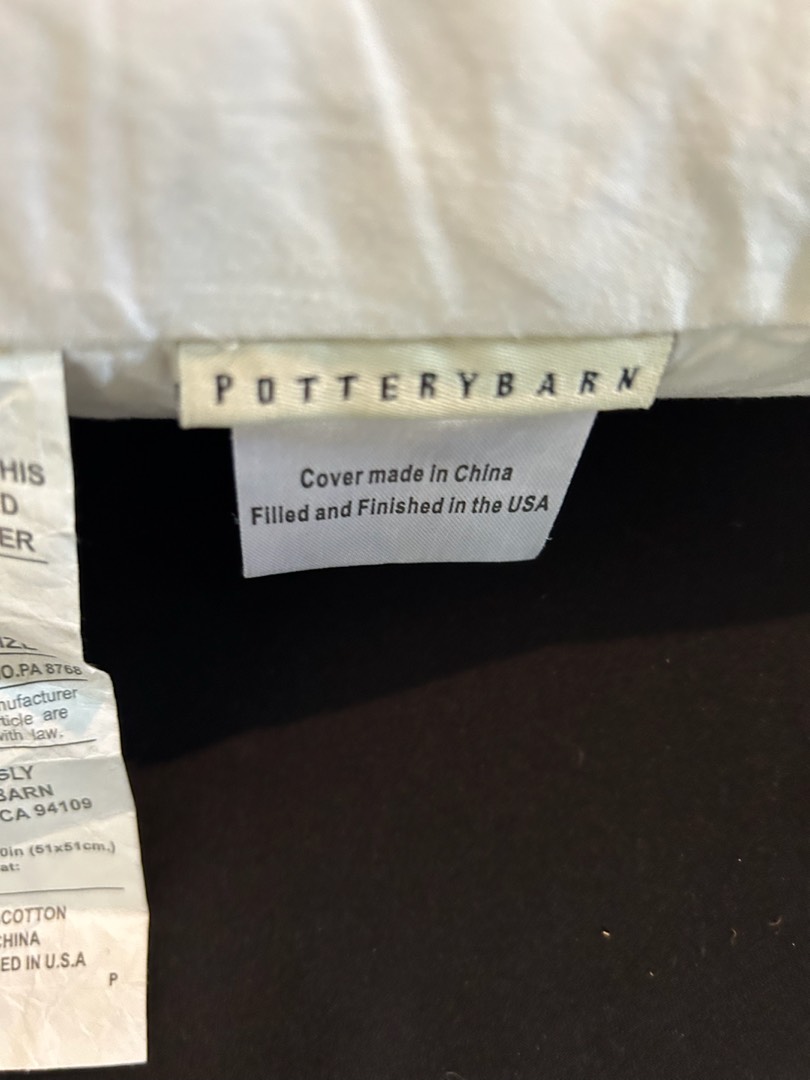 POTTERYBARN
Cover made in China
Filled and Finished in the USA
HIS
D
ER
O.PA 8768
nufacturer
ticle are
with law.
SLY
BARN
CA 94109
0in (51x51cm.)
at:
COTTON
CHINA
ED IN U.S.A
P